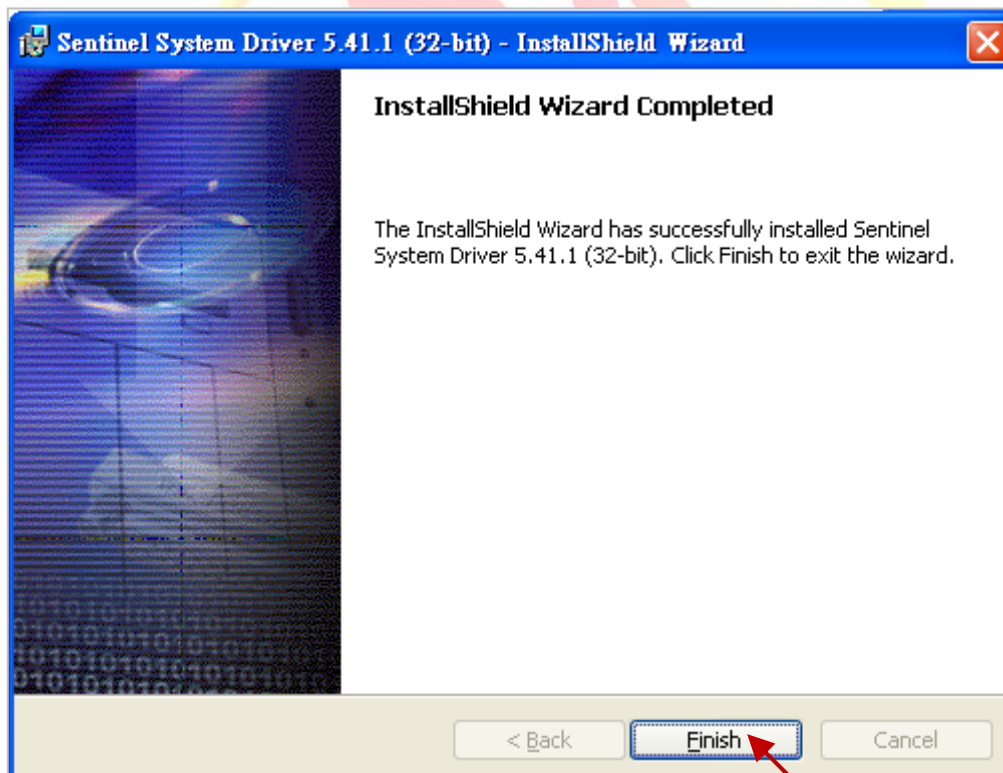 Sentinel System Driver 5.41.1 (32-bit) - InstallShield Wizard
InstallShield Wizard Completed
The InstallShield Wizard has successfully installed Sentinel
System Driver 5.41.1 (32-bit). Click Finish to exit the wizard.
< Back Finish Cancel